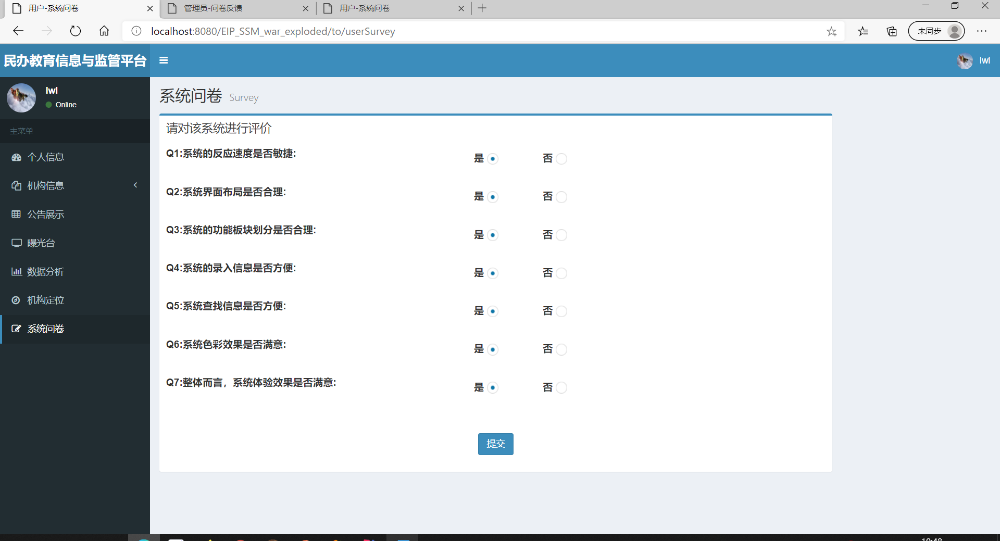 用户-系统问卷
管理员-问卷反馈
用户-系统问卷
localhost:8080/EIP_SSM_war_exploded/to/userSurvey
未同步
民办教育信息与监管平台
lwl
lwl
Online
主菜单
个人信息
机构信息
公告展示
曝光台
数据分析
机构定位
系统问卷
系统问卷 Survey
请对该系统进行评价
Q1:系统的反应速度是否敏捷: 是 否
Q2:系统界面布局是否合理: 是 否
Q3:系统的功能板块划分是否合理: 是 否
Q4:系统的录入信息是否方便: 是 否
Q5:系统查找信息是否方便: 是 否
Q6:系统色彩效果是否满意: 是 否
Q7:整体而言，系统体验效果是否满意: 是 否
提交